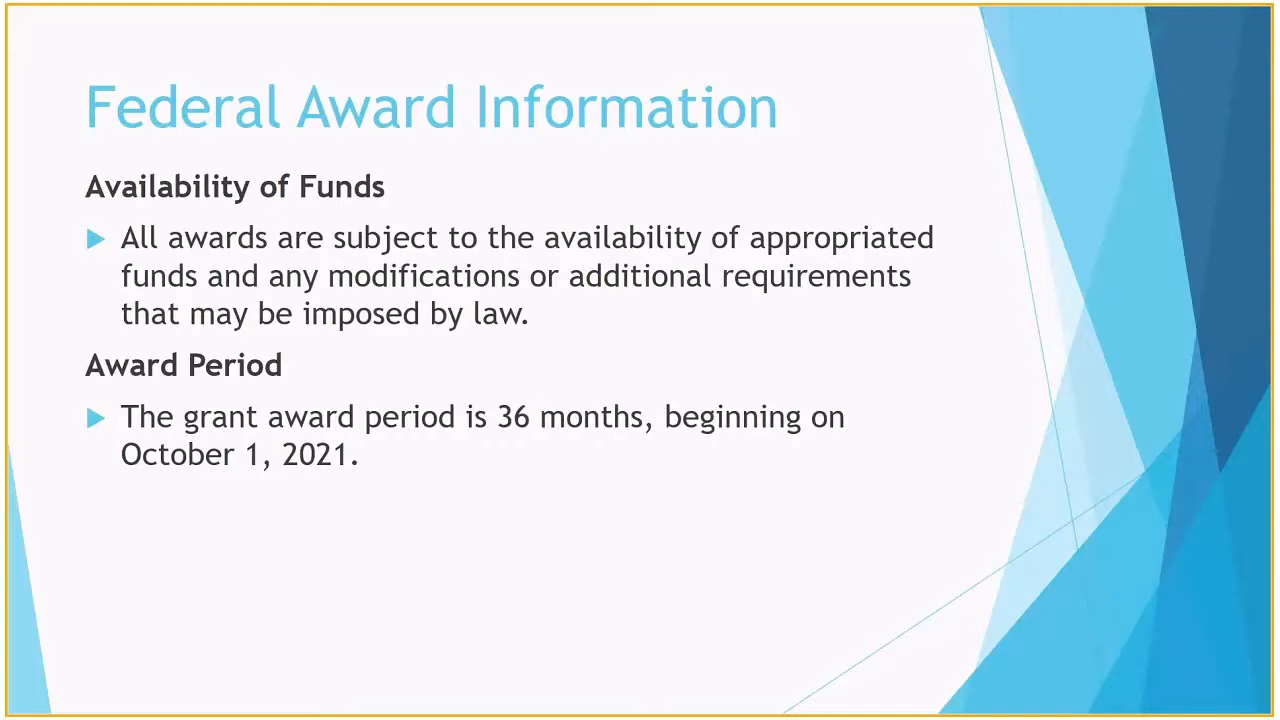 Federal Award Information
Availability of Funds
All awards are subject to the availability of appropriated
funds and any modifications or additional requirements
that may be imposed by law.
Award Period
The grant award period is 36 months, beginning on
October 1, 2021.